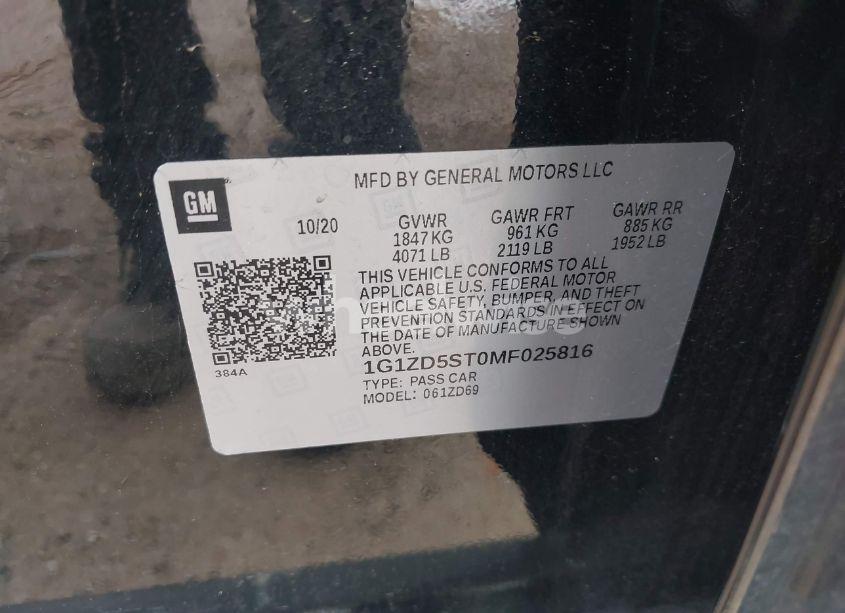 MFD BY GENERAL MOTORS LLC
GM
10/20
GVWR
1847 KG
4071 LB
GAWR FRT
961 KG
2119 LB
GAWR RR
885 KG
1952 LB
THIS VEHICLE CONFORMS TO ALL
APPLICABLE U.S. FEDERAL MOTOR
VEHICLE SAFETY, BUMPER, AND THEFT
PREVENTION STANDARDS IN EFFECT ON
THE DATE OF MANUFACTURE SHOWN
ABOVE.
384A
1G1ZD5ST0MF025816
TYPE: PASS CAR
MODEL: 061ZD69